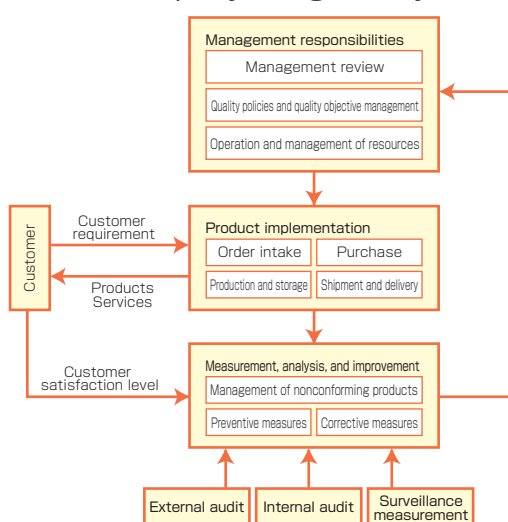 Management responsibilities
Management review
Quality policies and quality objective management
Operation and management of resources
Customer
Customer
requirement
Products
Services
Product implementation
Order intake
Purchase
Production and storage
Shipment and delivery
Customer
satisfaction level
Measurement, analysis, and improvement
Management of nonconforming products
Preventive measures
Corrective measures
External audit
Internal audit
Surveillance
measurement